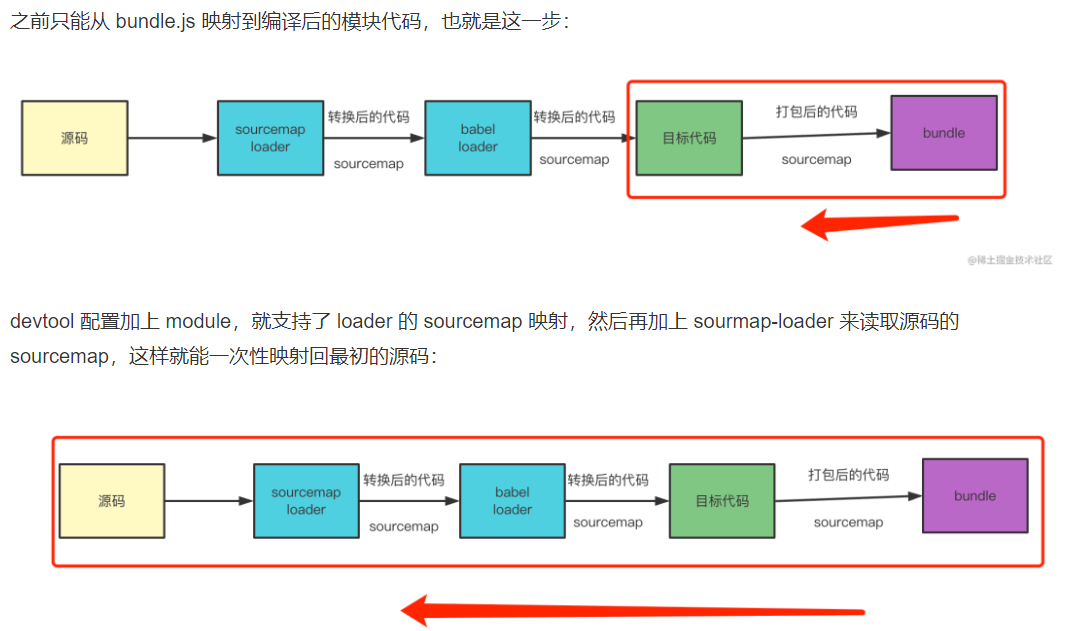 之前只能从 bundle.js 映射到编译后的模块代码，也就是这一步：
源码
sourcemap
loader
转换后的代码
sourcemap
babel
loader
转换后的代码
sourcemap
目标代码
打包后的代码
sourcemap
bundle
@稀土掘金技术社区
devtool 配置加上 module，就支持了 loader 的 sourcemap 映射，然后再加上 sourmap-loader 来读取源码的
sourcemap，这样就能一次性映射回最初的源码：
源码
sourcemap
loader
转换后的代码
sourcemap
babel
loader
转换后的代码
sourcemap
目标代码
打包后的代码
sourcemap
bundle